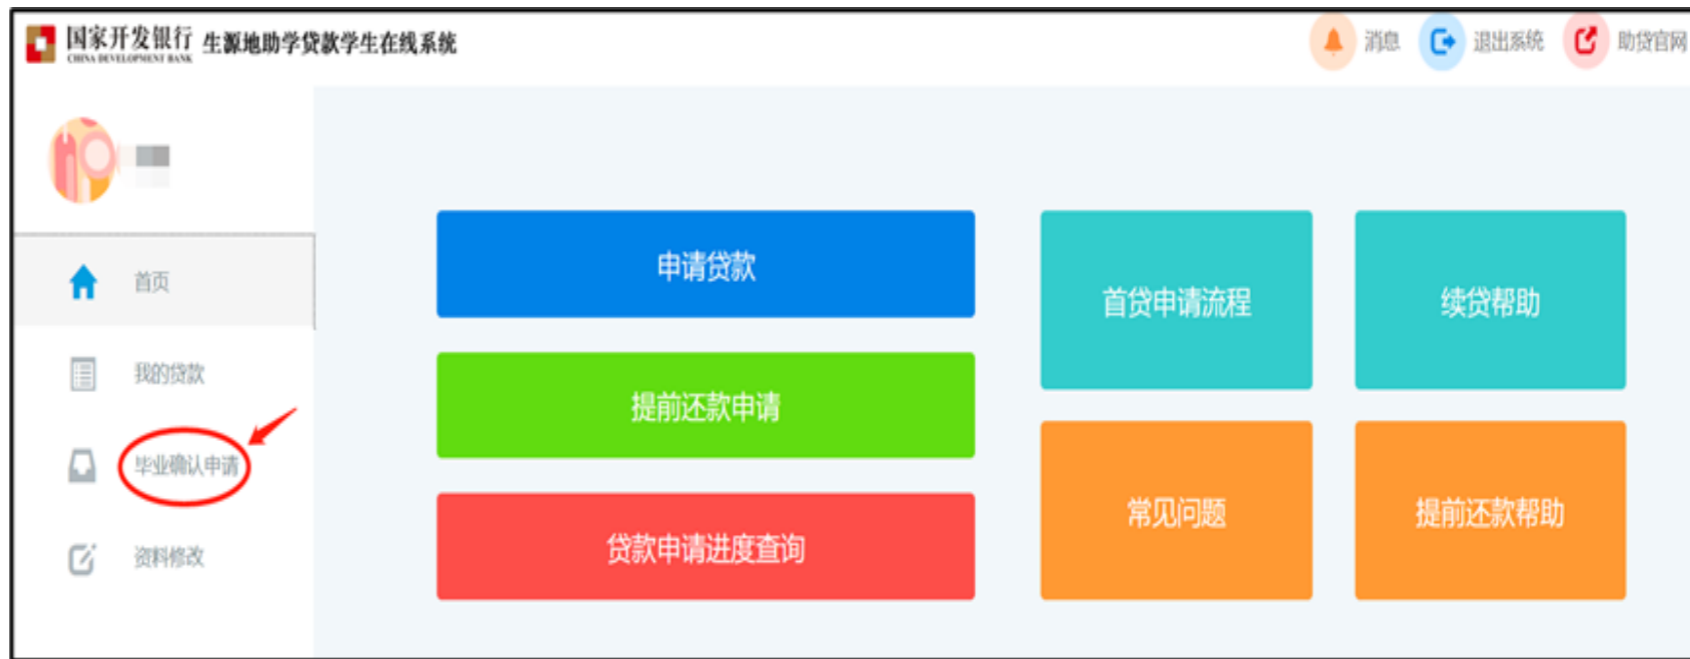 国家开发银行 生源地助学贷款学生在线系统
CHINA DEVELOPMENT BANK
消息
退出系统
助贷官网
首页
我的贷款
毕业确认申请
资料修改
申请贷款
提前还款申请
贷款申请进度查询
首贷申请流程
续贷帮助
常见问题
提前还款帮助